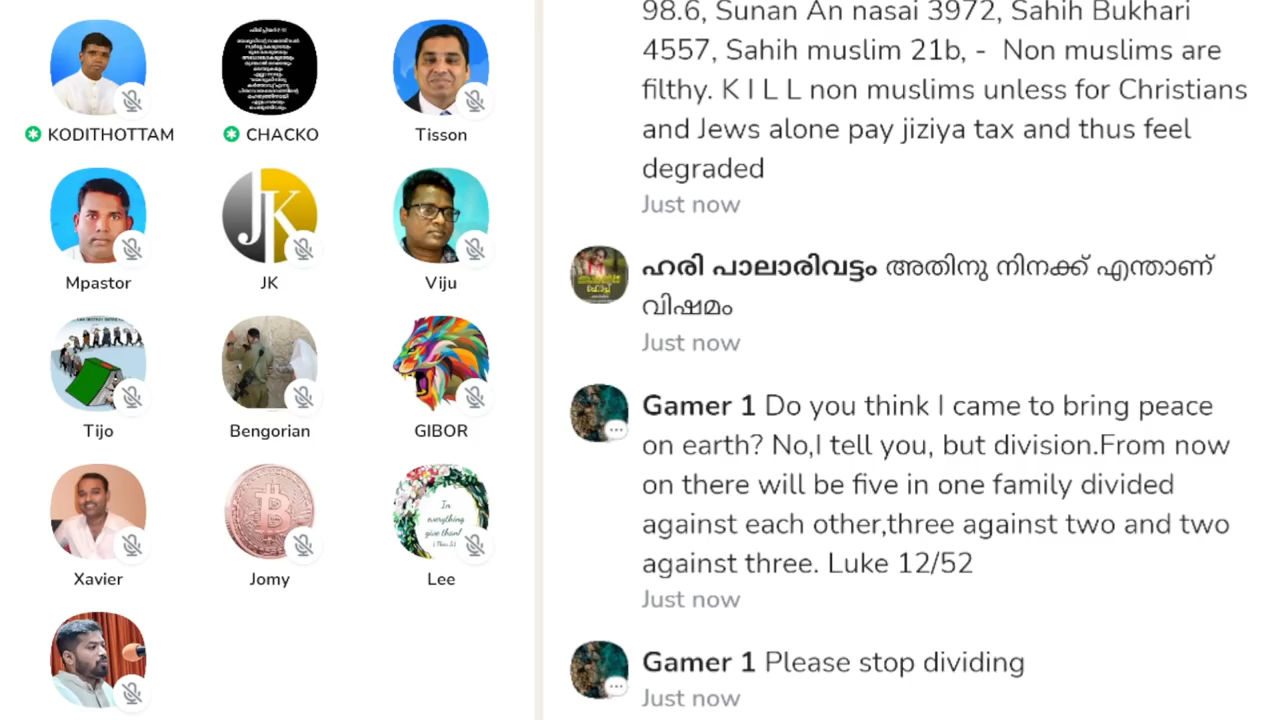 KODITHOTTAM
CHACKO
Tisson
Mpastor
JK
JK
Viju
Tijo
Bengorian
GIBOR
Xavier
Jomy
In
everything
give thanks
Lee
98.6, Sunan An nasai 3972, Sahih Bukhari
4557, Sahih muslim 21b, - Non muslims are
filthy. K I L L non muslims unless for Christians
and Jews alone pay jiziya tax and thus feel
degraded
Just now
ഹരി പാലാരിവട്ടം അതിനു നിനക്ക് എന്താണ്
വിഷമം
Just now
Gamer 1 Do you think I came to bring peace
on earth? No,I tell you, but division.From now
on there will be five in one family divided
against each other,three against two and two
against three. Luke 12/52
Just now
Gamer 1 Please stop dividing
Just now